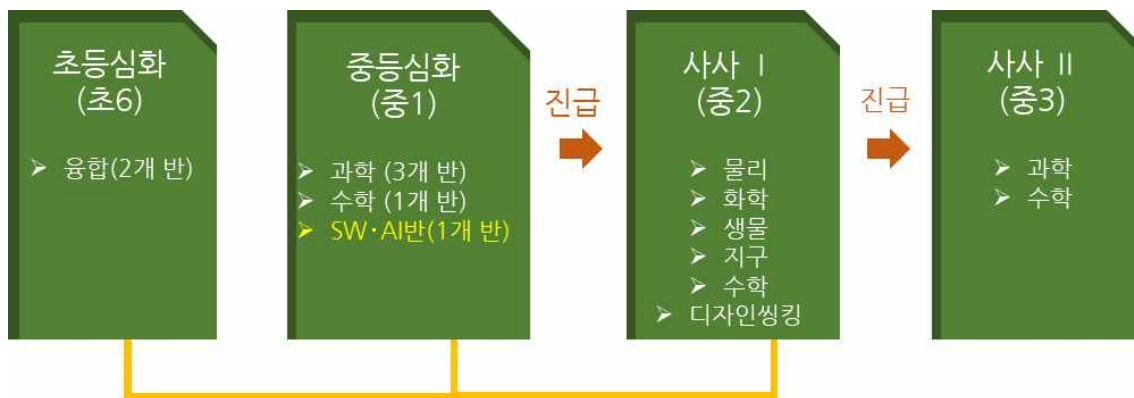 초등심화
(초6)
➢ 융합(2개 반)
중등심화
(중1)
➢ 과학 (3개 반)
➢ 수학 (1개 반)
➢ SW·AI반(1개 반)
진급
사사 Ⅰ
(중2)
➢ 물리
➢ 화학
➢ 생물
➢ 지구
➢ 수학
➢ 디자인씽킹
진급
사사 Ⅱ
(중3)
➢ 과학
➢ 수학